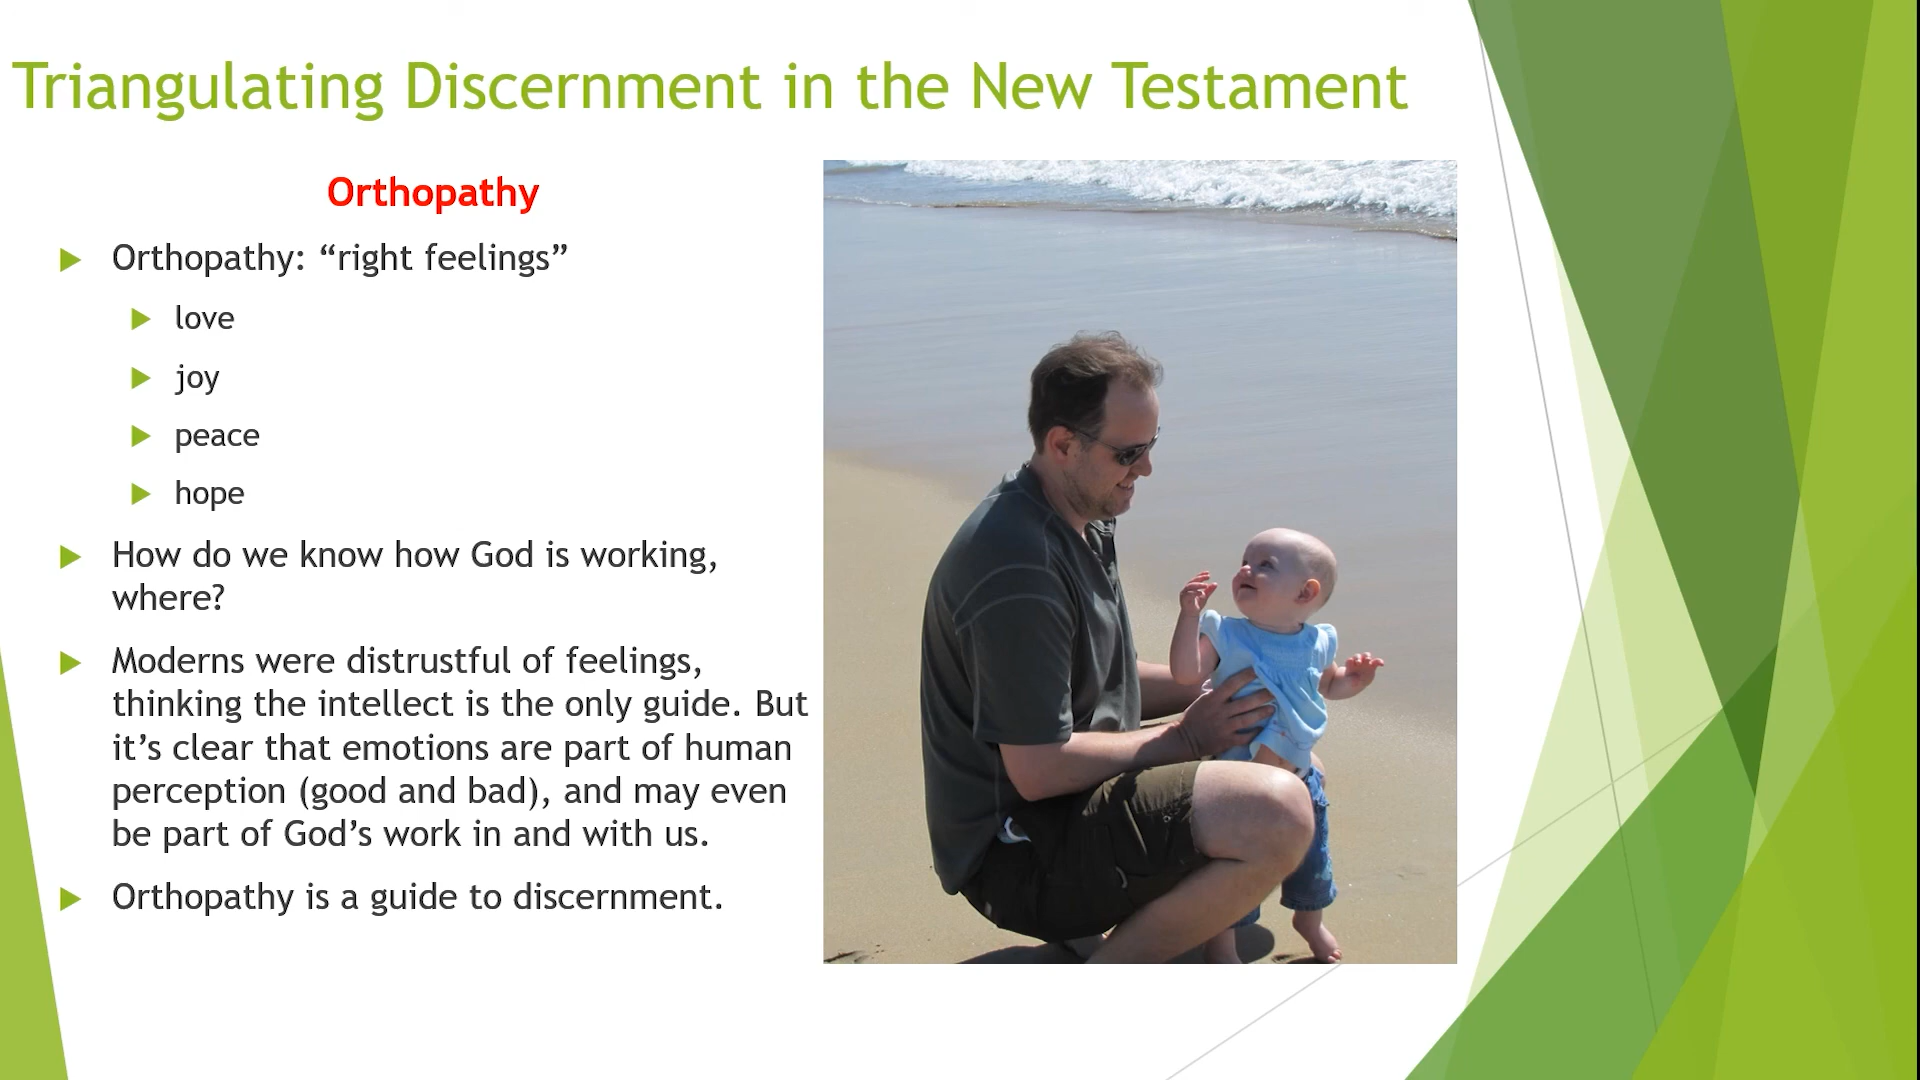 Triangulating Discernment in the New Testament
Orthopathy
Orthopathy: “right feelings”
love
joy
peace
hope
How do we know how God is working,
where?
Moderns were distrustful of feelings,
thinking the intellect is the only guide. But
it’s clear that emotions are part of human
perception (good and bad), and may even
be part of God’s work in and with us.
Orthopathy is a guide to discernment.